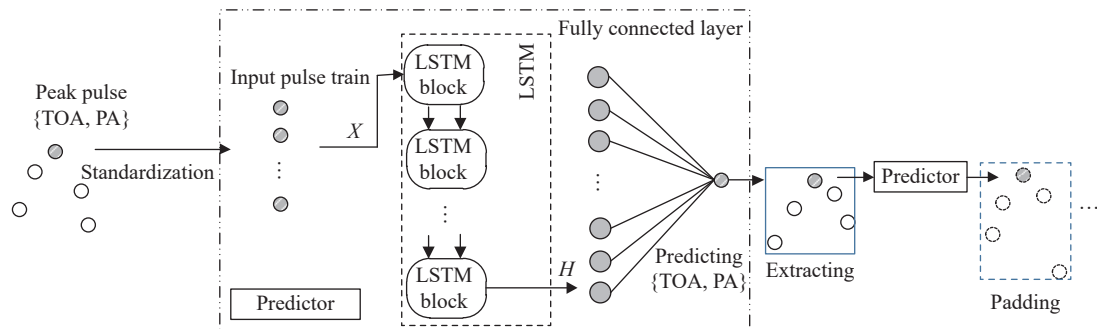 Peak pulse
{TOA, PA}
Standardization
Input pulse train
⋮
X
Predictor
LSTM
block
LSTM
block
⋮
LSTM
block
LSTM
H
Fully connected layer
⋮
Predicting
{TOA, PA}
Extracting
Predictor
Padding
…